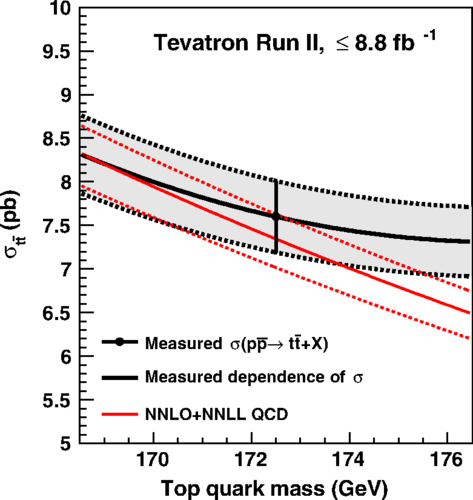 Tevatron Run II, ≤ 8.8 fb⁻¹
σ_tt̄ (pb)
10
9.5
9
8.5
8
7.5
7
6.5
6
5.5
5
Measured σ(pp̄→ tt̄+X)
Measured dependence of σ
NNLO+NNLL QCD
170 172 174 176
Top quark mass (GeV)